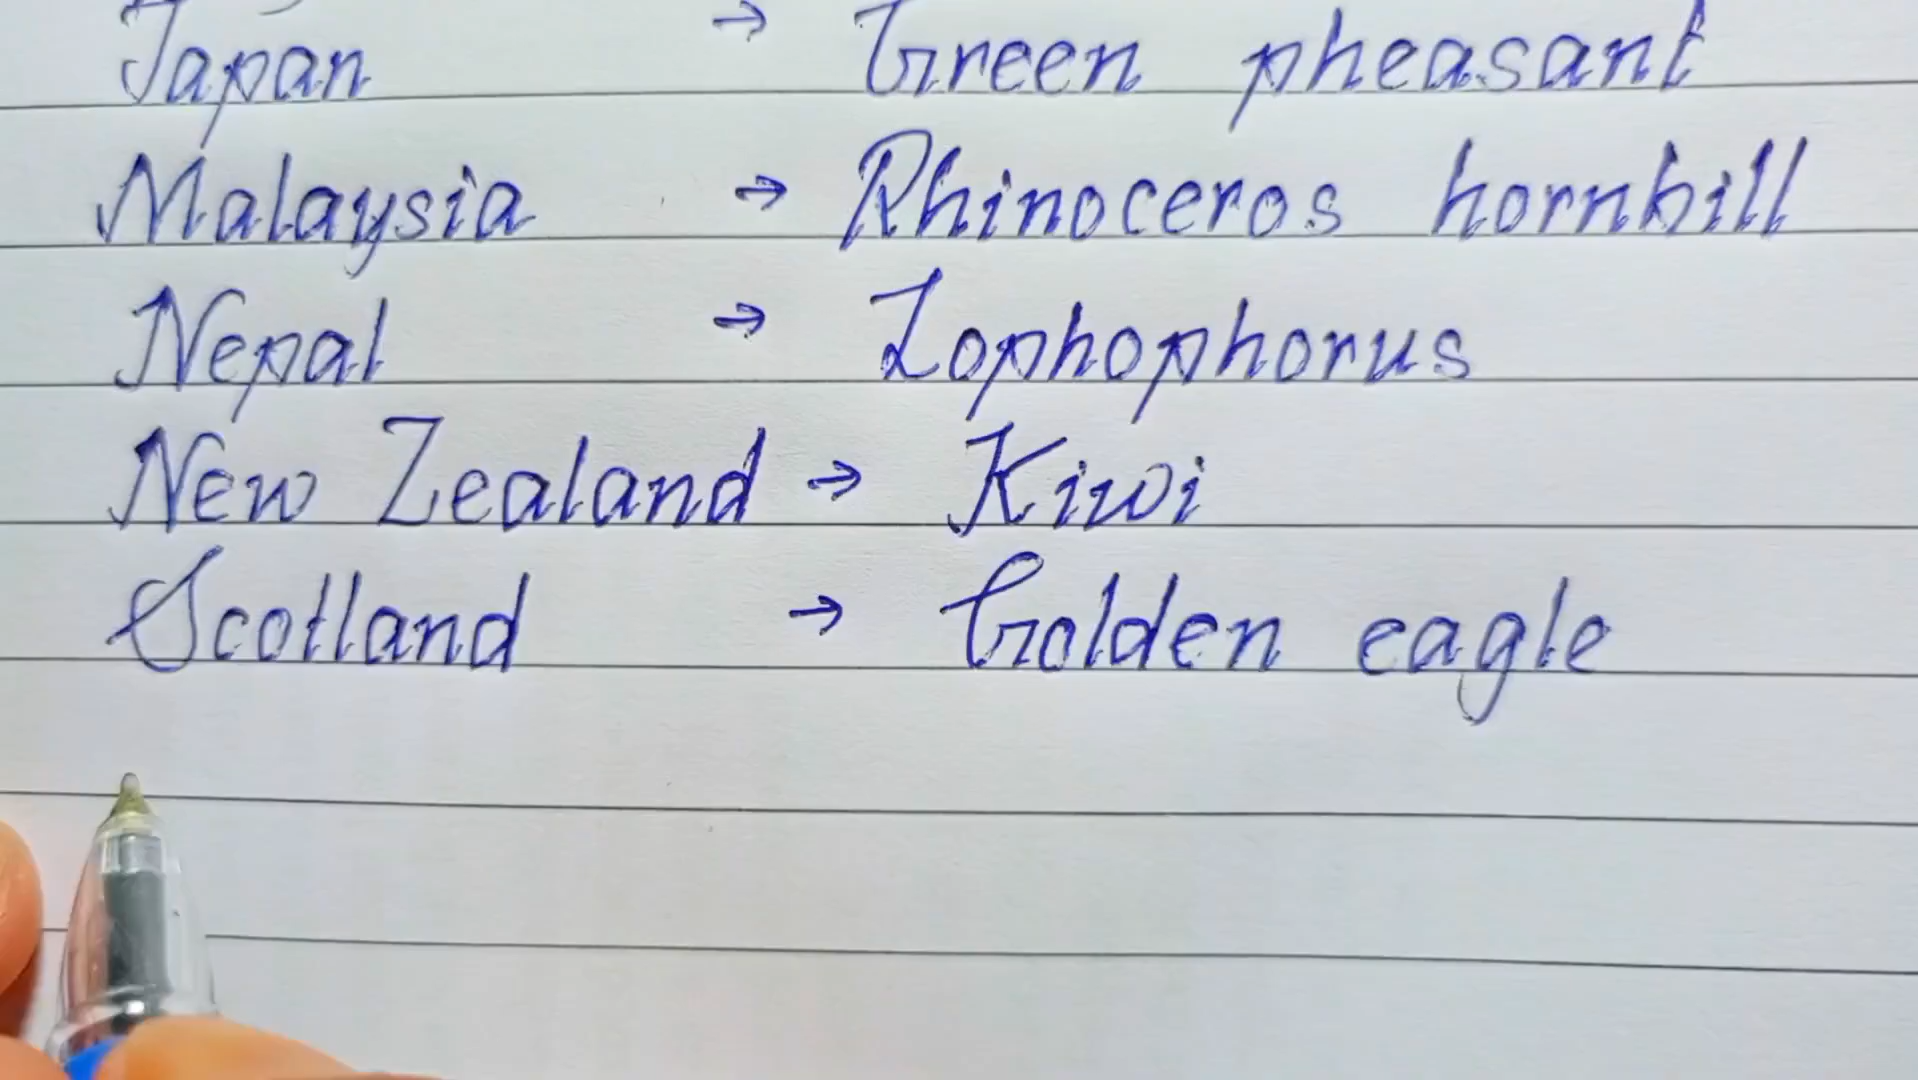 Japan → Green pheasant
Malaysia → Rhinoceros hornbill
Nepal → Lophophorus
New Zealand → Kiwi
Scotland → Golden eagle